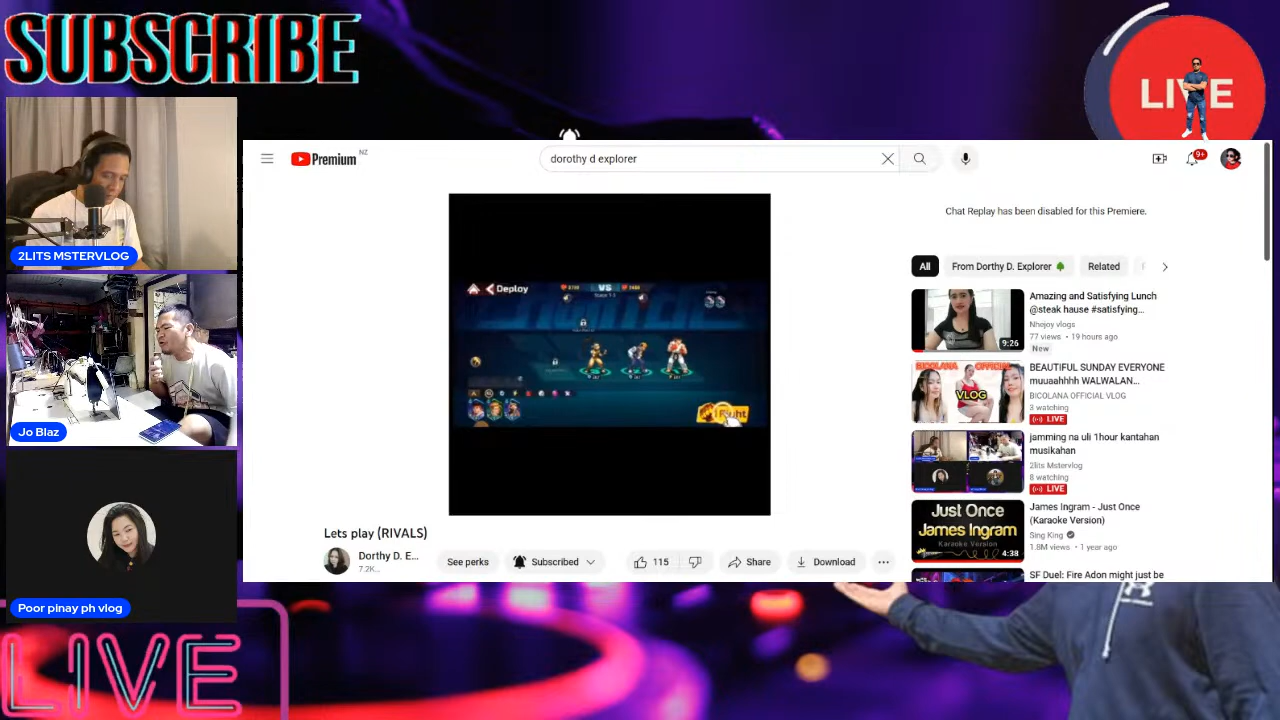 SUBSCRIBE
LIVE
2LITS MSTERVLOG
Jo Blaz
Poor pinay ph vlog
LIVE
Premium NZ
dorothy d explorer
9+
Deploy
VS
Lets play (RIVALS)
Dorthy D. E...
7.2K...
See perks
Subscribed
115
Share
Download
Chat Replay has been disabled for this Premiere.
All
From Dorthy D. Explorer
Related
9:26
Amazing and Satisfying Lunch
@steak hause #satisfying...
Nhejoy vlogs
77 views • 19 hours ago
New
BICOLANA OFFICIAL
VLOG
BEAUTIFUL SUNDAY EVERYONE
muuaahhhh WALWALAN...
BICOLANA OFFICIAL VLOG
3 watching
LIVE
jamming na uli 1hour kantahan
musikahan
2lits Mstervlog
8 watching
LIVE
Just Once
James Ingram
Karaoke Version
4:38
James Ingram - Just Once
(Karaoke Version)
Sing King
1.8M views • 1 year ago
SF Duel: Fire Adon might just be